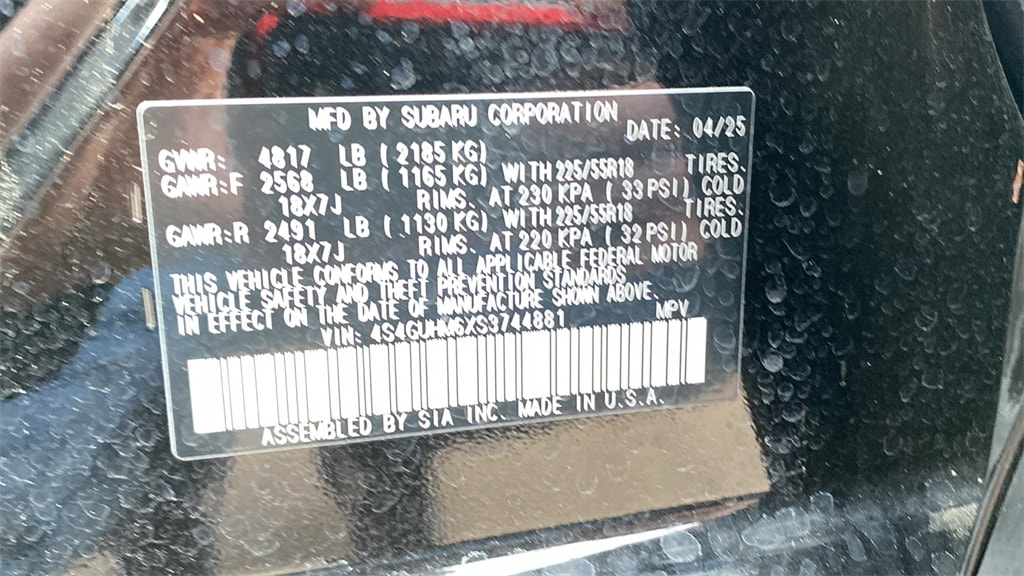 MFD BY SUBARU CORPORATION
DATE: 04/25
GVWR: 4817 LB ( 2185 KG)
GAWR:F 2568 LB ( 1165 KG) WITH 225/55R18 TIRES.
18X7J RIMS. AT 230 KPA ( 33 PSI) COLD
GAWR:R 2491 LB ( 1130 KG) WITH 225/55R18 TIRES.
18X7J RIMS. AT 220 KPA ( 32 PSI) COLD
THIS VEHICLE CONFORMS TO ALL APPLICABLE FEDERAL MOTOR
VEHICLE SAFETY AND THEFT PREVENTION STANDARDS
IN EFFECT ON THE DATE OF MANUFACTURE SHOWN ABOVE.
VIN: 4S4GUHM6XS3744881 MPV
ASSEMBLED BY SIA INC. MADE IN U.S.A.